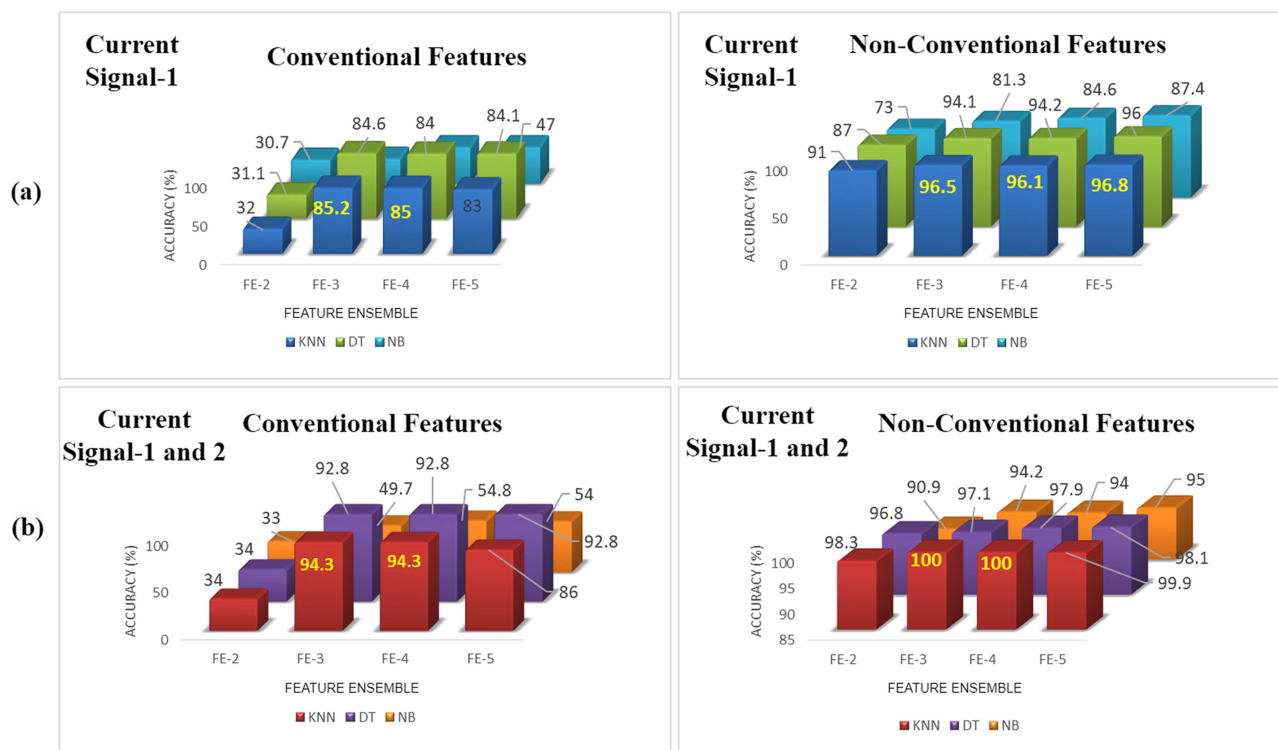 (a)
Current
Signal-1
Conventional Features
84.6
84
84.1
47
30.7
31.1
32
85.2
85
83
ACCURACY (%)
100
50
0
FE-2 FE-3 FE-4 FE-5
FEATURE ENSEMBLE
KNN DT NB
Current
Signal-1
Non-Conventional Features
73
94.1
81.3
94.2
84.6
96
87.4
87
91
96.5
96.1
96.8
ACCURACY (%)
100
50
0
FE-2 FE-3 FE-4 FE-5
FEATURE ENSEMBLE
KNN DT NB
(b)
Current
Signal-1 and 2
Conventional Features
92.8
49.7
92.8
54.8
54
92.8
33
34
34
94.3
94.3
86
ACCURACY (%)
100
50
0
FE-2 FE-3 FE-4 FE-5
FEATURE ENSEMBLE
KNN DT NB
Current
Signal-1 and 2
Non-Conventional Features
94.2
90.9
97.1
97.9
94
95
96.8
98.3
100
100
98.1
99.9
ACCURACY (%)
100
95
90
85
FE-2 FE-3 FE-4 FE-5
FEATURE ENSEMBLE
KNN DT NB